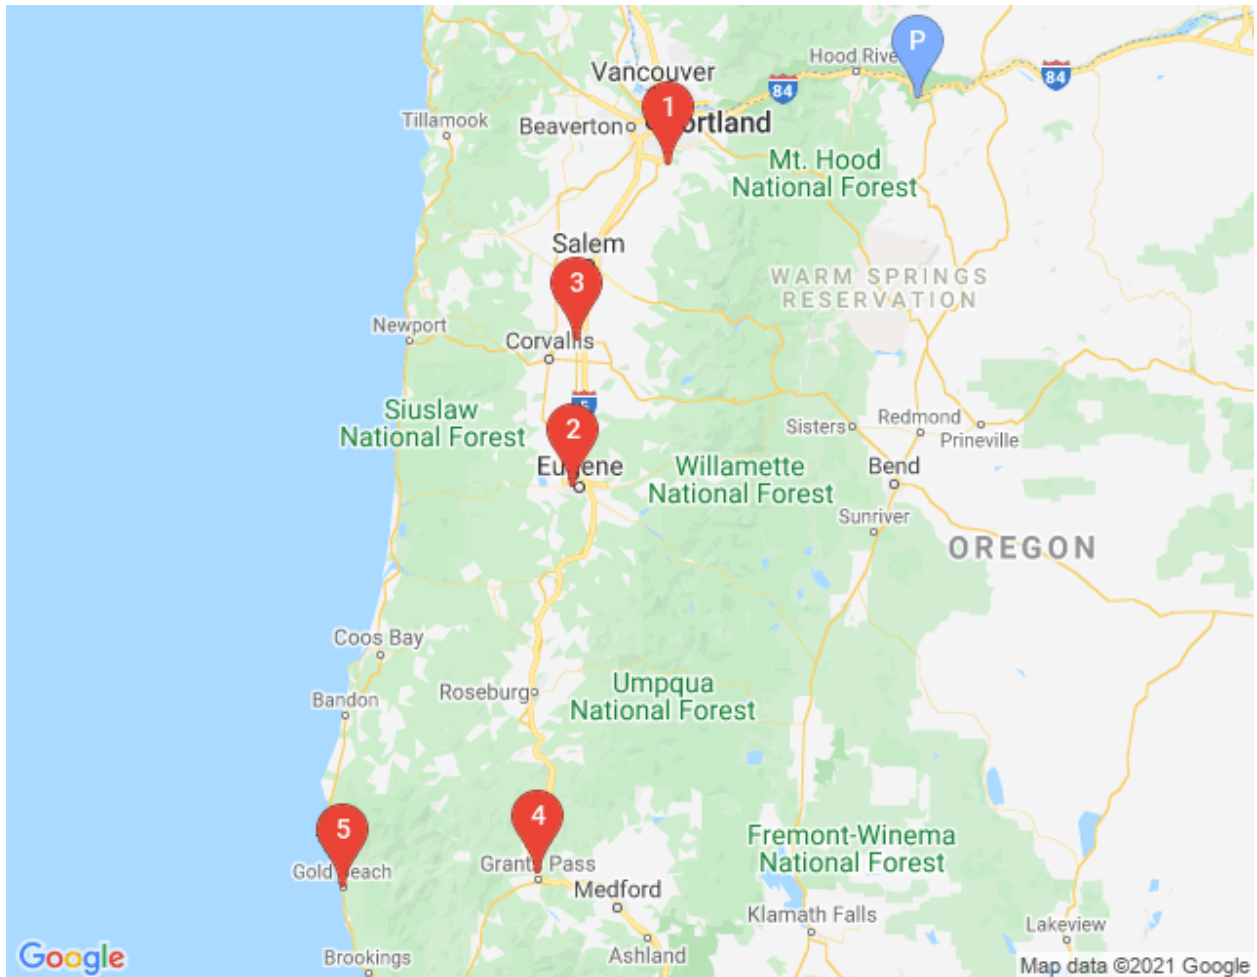 P
Hood Rive
84
84
Vancouver
1
ortland
Beaverton
Tillamook
Mt. Hood
National Forest
Salem
WARM SPRINGS
RESERVATION
3
Newport
Corvallis
5
Siuslaw
National Forest
2
Eugene
Sisters
Redmond
Prineville
Willamette
National Forest
Bend
Sunriver
OREGON
Coos Bay
Roseburg
Umpqua
National Forest
Bandon
5
4
Gold Beach
Grants Pass
Fremont-Winema
National Forest
Medford
Klamath Falls
Lakeview
Ashland
Brookings
Google
Map data ©2021 Google